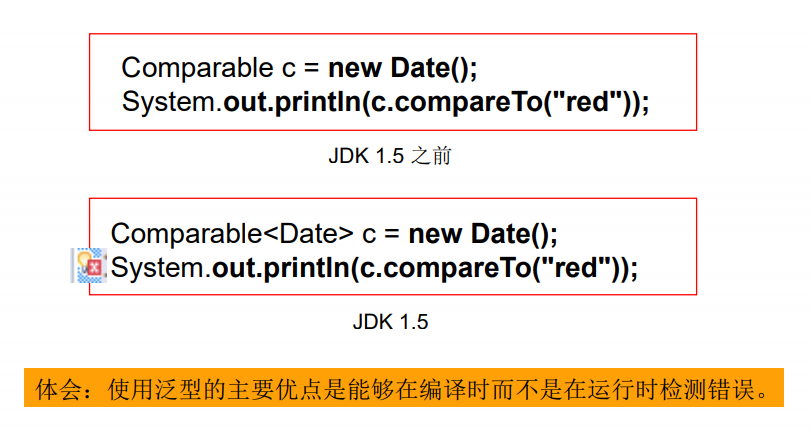 Comparable c = new Date();
System.out.println(c.compareTo("red"));
JDK 1.5 之前
Comparable<Date> c = new Date();
System.out.println(c.compareTo("red"));
JDK 1.5
体会：使用泛型的主要优点是能够在编译时而不是在运行时检测错误。